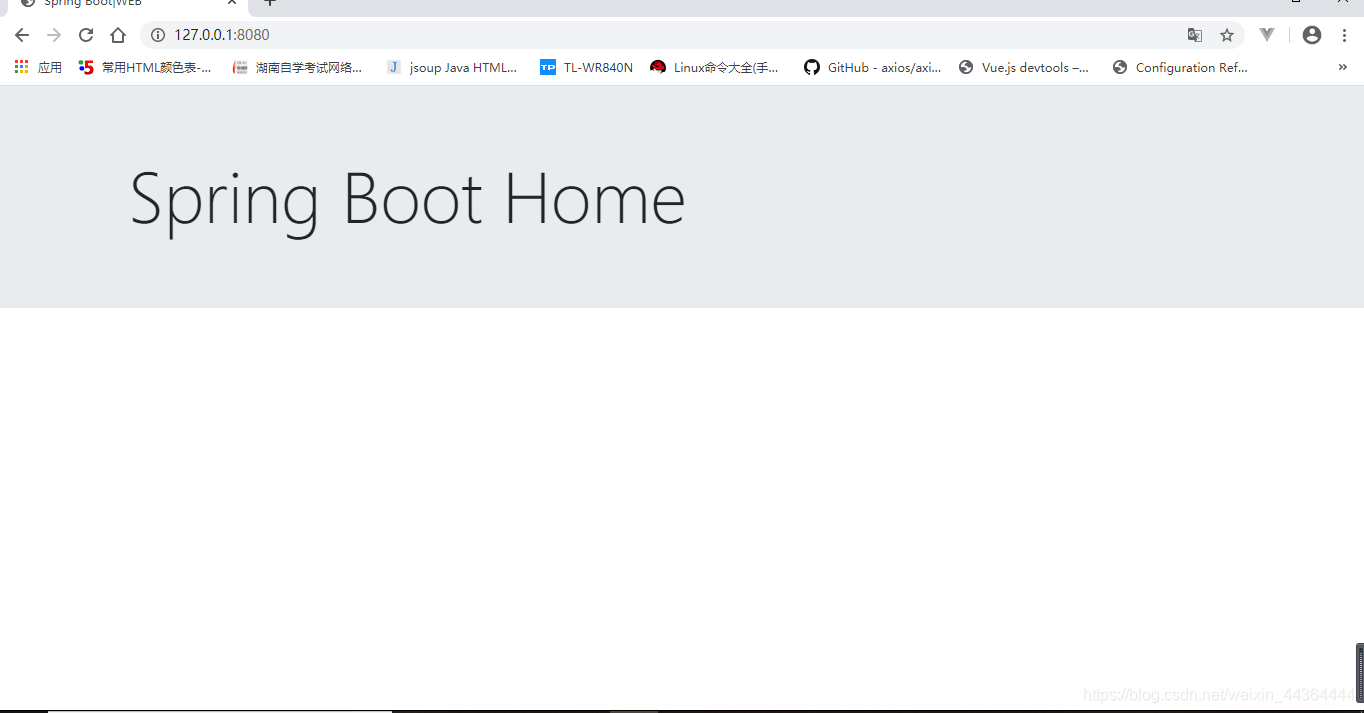 Spring Boot|WEB
127.0.0.1:8080
应用
常用HTML颜色表-...
湖南自学考试网络...
J
jsoup Java HTML...
TP
TL-WR840N
Linux命令大全(手...
GitHub - axios/axi...
Vue.js devtools –...
Configuration Ref...
Spring Boot Home
https://blog.csdn.net/weixin_44364444